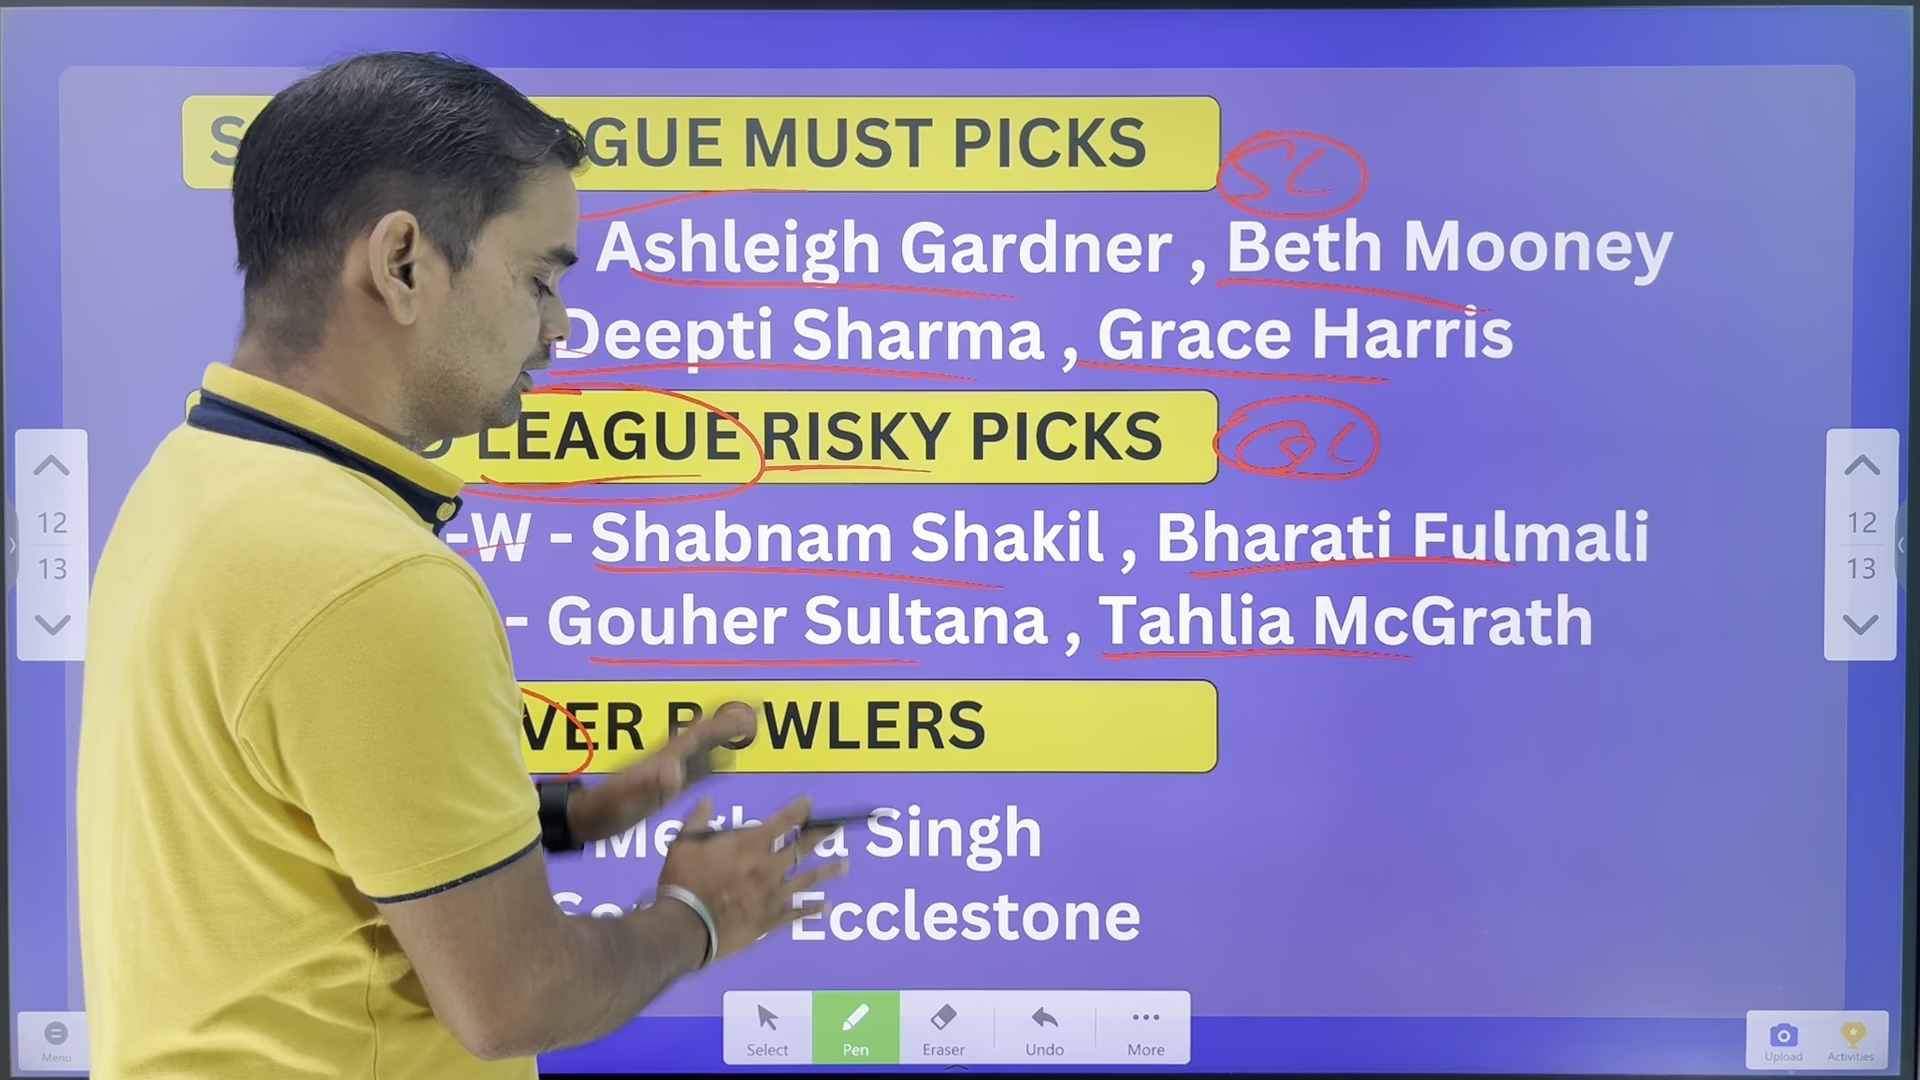 GUE MUST PICKS SL
Ashleigh Gardner , Beth Mooney
Deepti Sharma , Grace Harris
LEAGUE RISKY PICKS GL
-W - Shabnam Shakil , Bharati Fulmali
- Gouher Sultana , Tahlia McGrath
VER BOWLERS
Singh
Ecclestone
12
13
12
13
Menu
Select Pen Eraser Undo More
Upload Activities